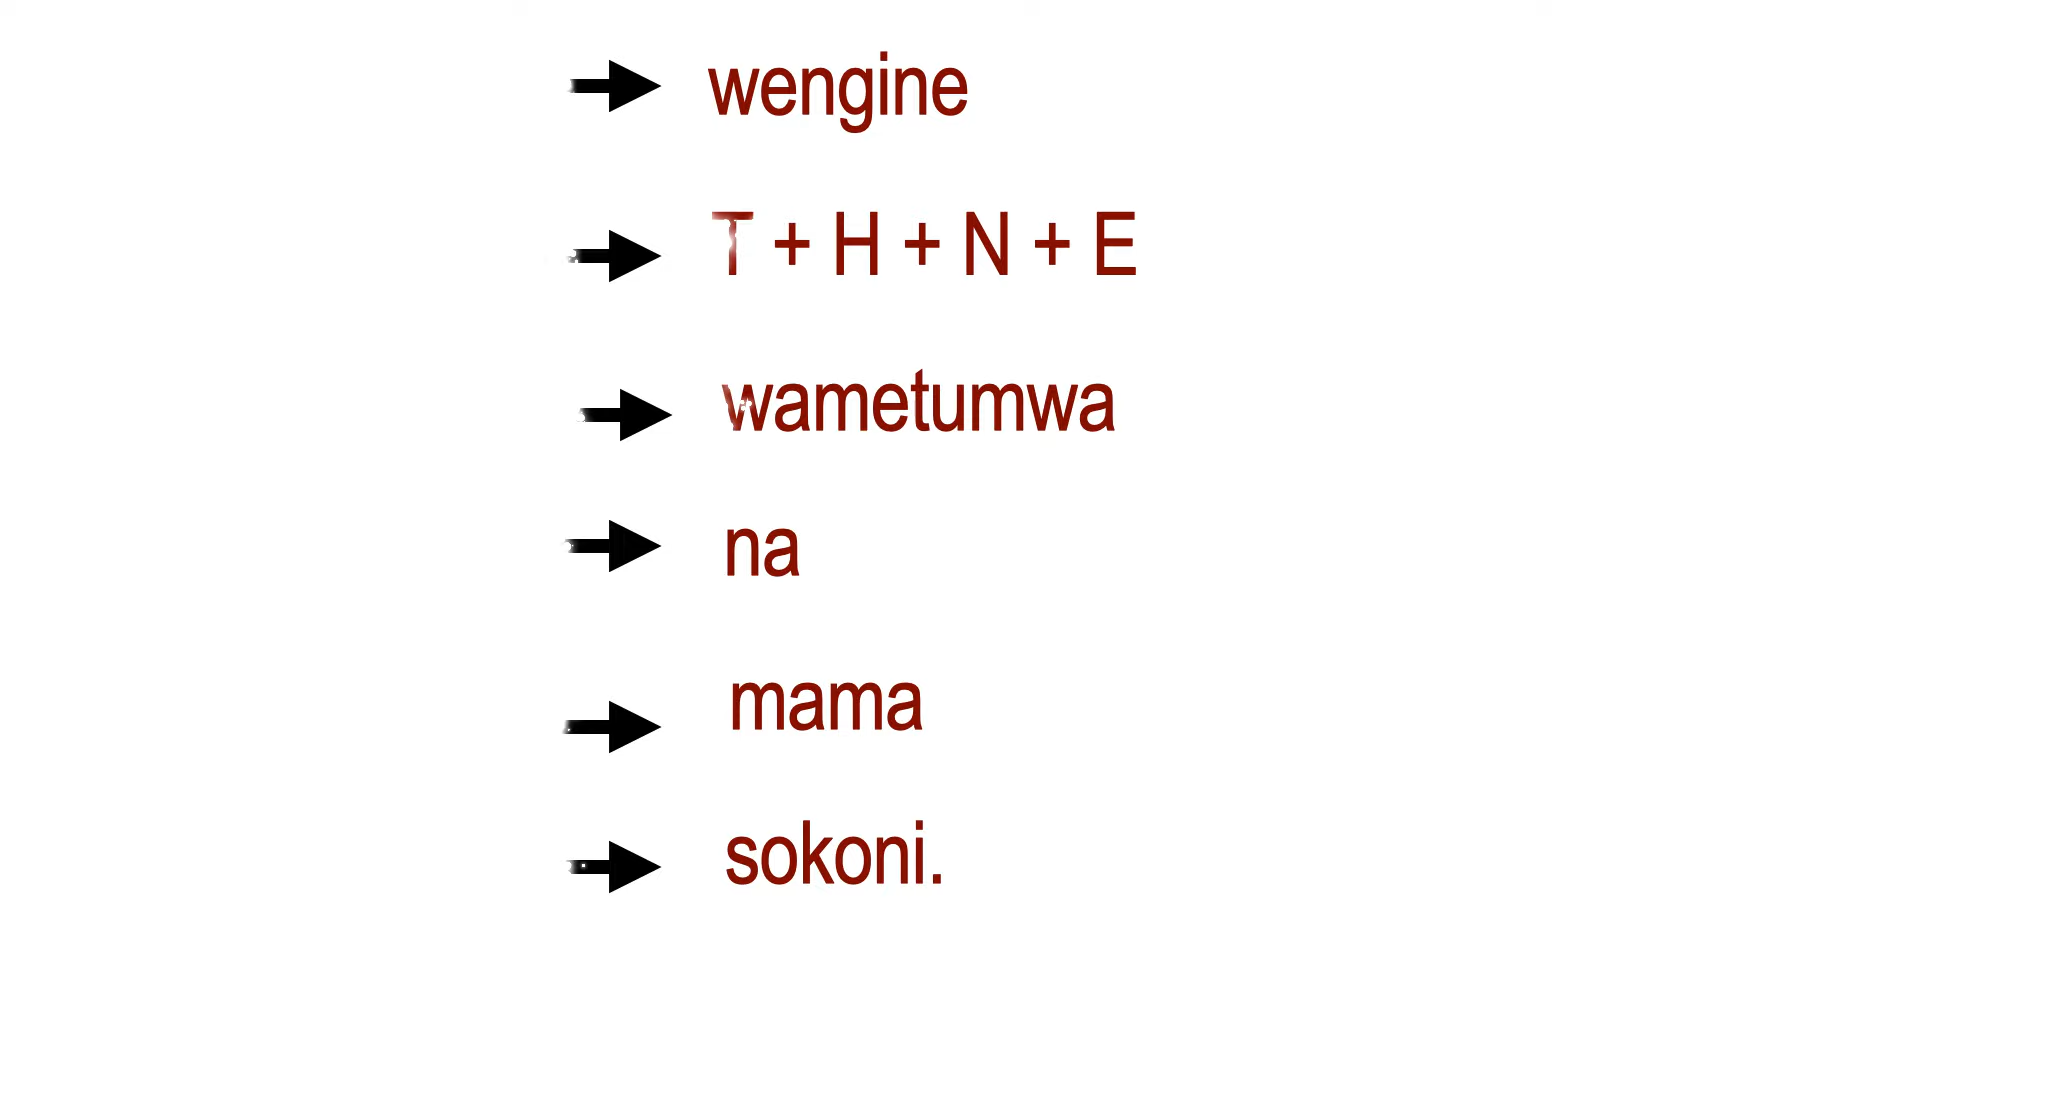 wengine
T + H + N + E
wametumwa
na
mama
sokoni.